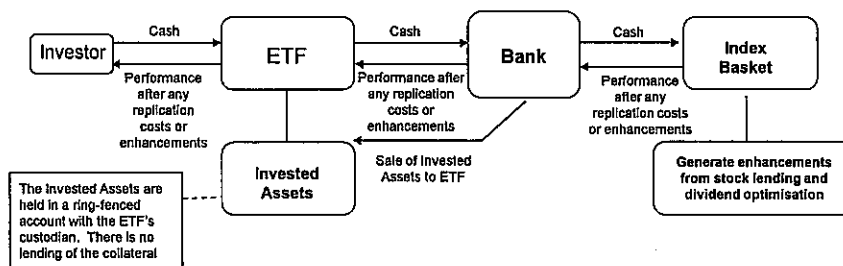 Investor
Cash
ETF
Cash
Bank
Cash
Index
Basket
Performance
after any
replication
costs or
enhancements
Performance after
any replication
costs or
enhancements
Performance
after any
replication costs
or enhancements
Invested
Assets
Sale of Invested
Assets to ETF
Generate enhancements
from stock lending and
dividend optimisation
The Invested Assets are
held in a ring-fenced
account with the ETF's
custodian. There is no
lending of the collateral